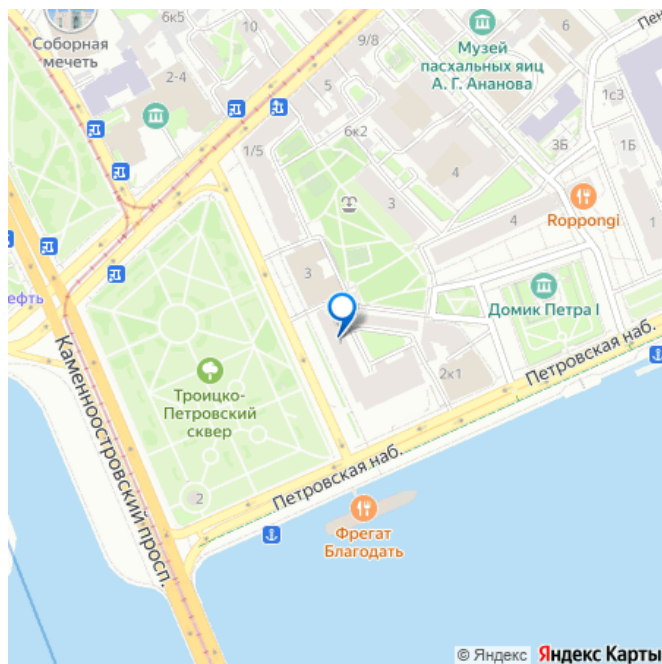 6к5
Соборная
мечеть
2-4
9/8
6
Музей
пасхальных яиц
А. Г. Ананова
5
1с3
1/5
6к2
3Б
1Б
4
3
Roppongi
4
1
3
ефть
Домик Петра I
Каменноостровский просп.
Троицко-
Петровский
сквер
2к1
Петровская наб.
2
Петровская наб.
Фрегат
Благодать
© Яндекс Яндекс Карты